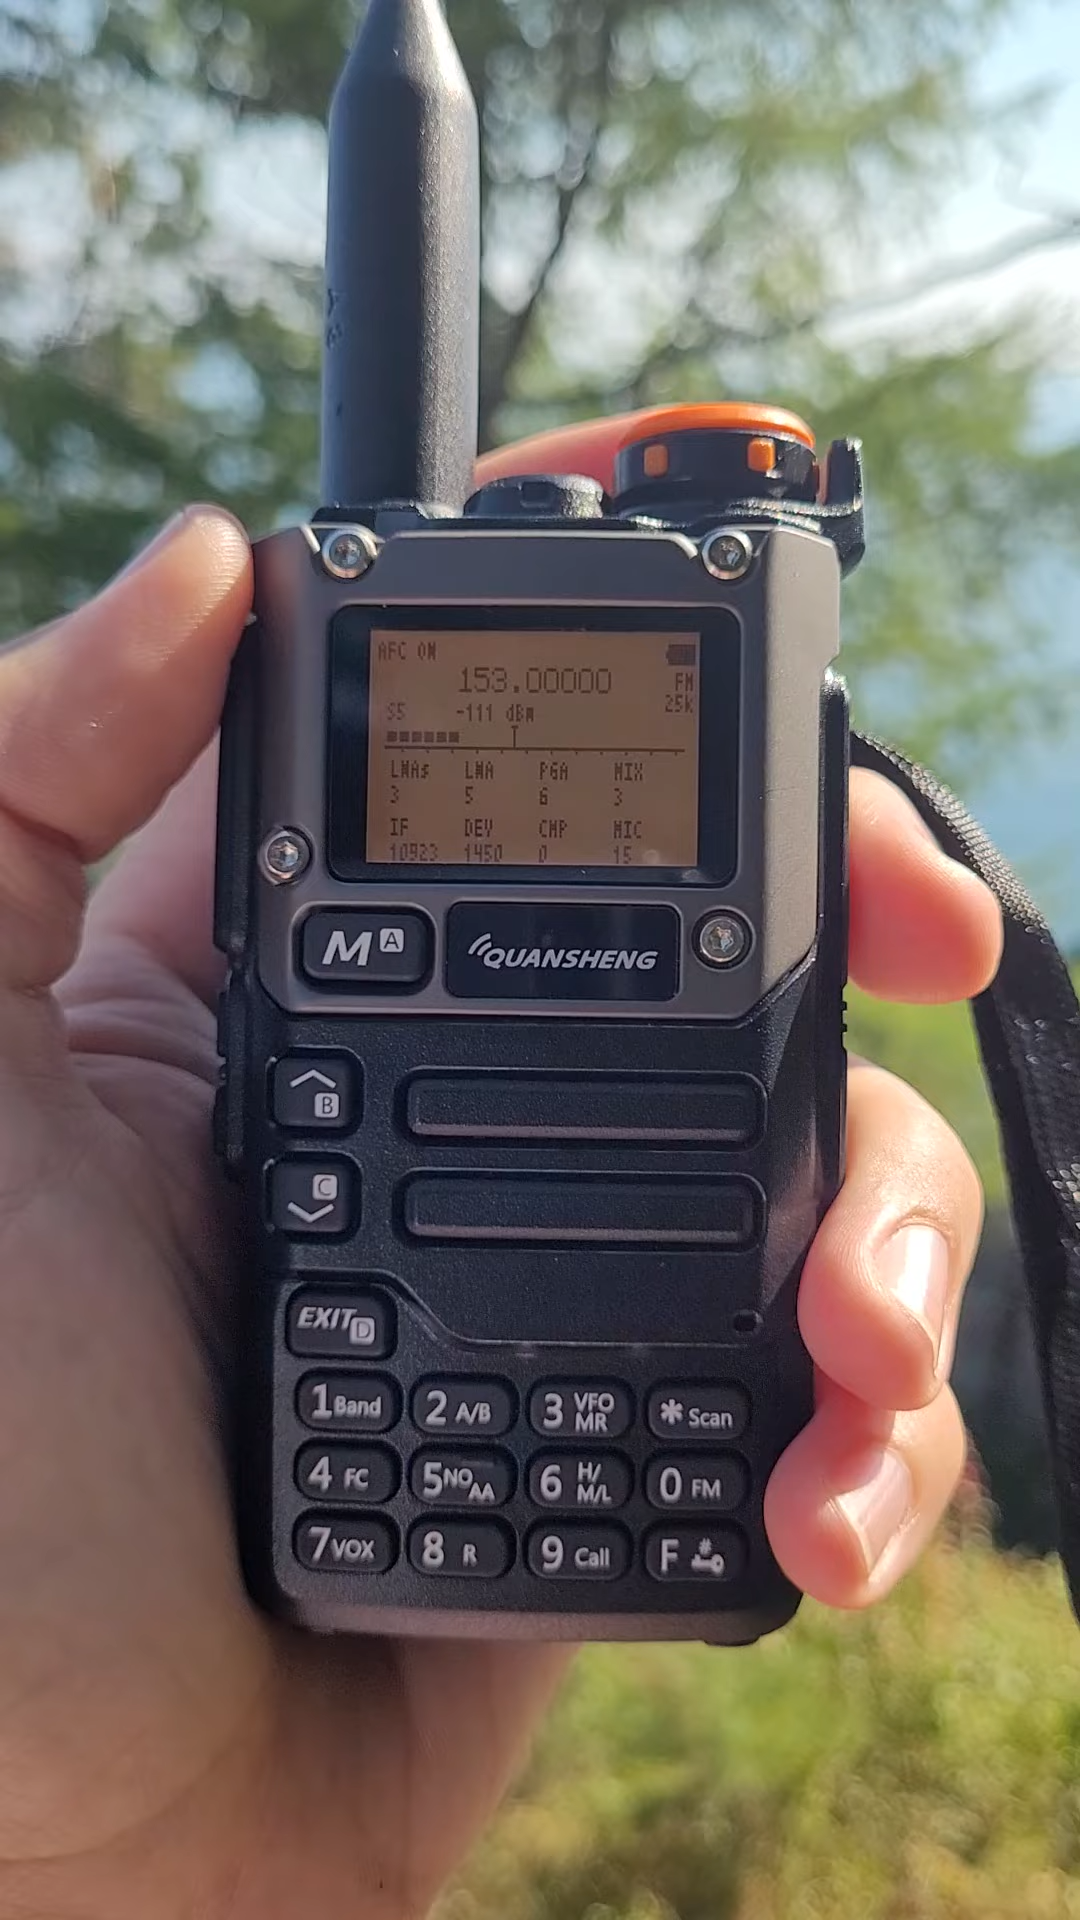 AFC ON
153.00000 FM
25k
S5 -111 dBm
LNAs LNA PGA MIX
3 5 6 3
IF DEV CMP MIC
10923 1450 0 15
M A
QUANSHENG
B
C
EXIT D
1 Band 2 A/B 3 VFO MR * Scan
4 FC 5 NOAA 6 H/M/L 0 FM
7 VOX 8 R 9 Call F #